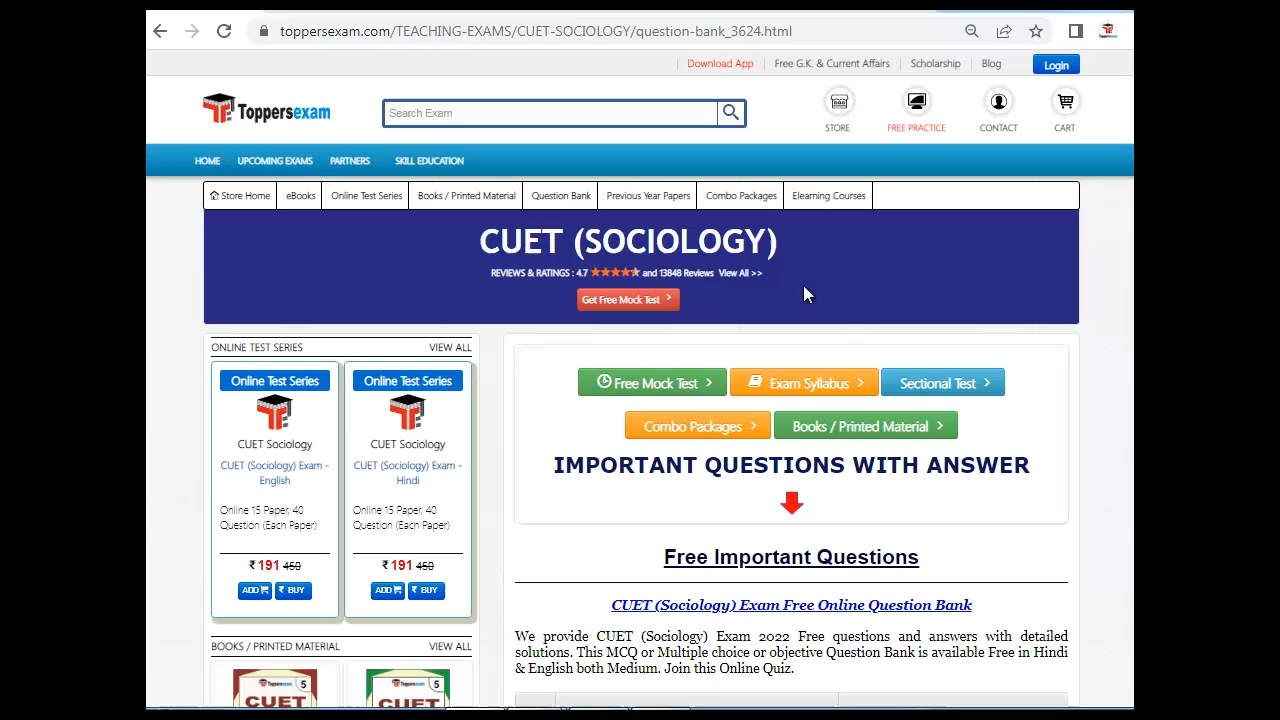 toppersexam.com/TEACHING-EXAMS/CUET-SOCIOLOGY/question-bank_3624.html
Download App
Free G.K. & Current Affairs
Scholarship
Blog
Login
Toppersexam
Search Exam
STORE
FREE PRACTICE
CONTACT
CART
HOME
UPCOMING EXAMS
PARTNERS
SKILL EDUCATION
Store Home
eBooks
Online Test Series
Books / Printed Material
Question Bank
Previous Year Papers
Combo Packages
Elearning Courses
CUET (SOCIOLOGY)
REVIEWS & RATINGS : 4.7 and 13848 Reviews View All >>
Get Free Mock Test
ONLINE TEST SERIES
VIEW ALL
Online Test Series
CUET Sociology
CUET (Sociology) Exam -
English
Online 15 Paper, 40
Question (Each Paper)
₹ 191 450
ADD
₹ BUY
Online Test Series
CUET Sociology
CUET (Sociology) Exam -
Hindi
Online 15 Paper, 40
Question (Each Paper)
₹ 191 450
ADD
₹ BUY
BOOKS / PRINTED MATERIAL
VIEW ALL
Toppersexam
5
CUET
Toppersexam
5
CUET
Free Mock Test
Exam Syllabus
Sectional Test
Combo Packages
Books / Printed Material
IMPORTANT QUESTIONS WITH ANSWER
Free Important Questions
CUET (Sociology) Exam Free Online Question Bank
We provide CUET (Sociology) Exam 2022 Free questions and answers with detailed
solutions. This MCQ or Multiple choice or objective Question Bank is available Free in Hindi
& English both Medium. Join this Online Quiz.